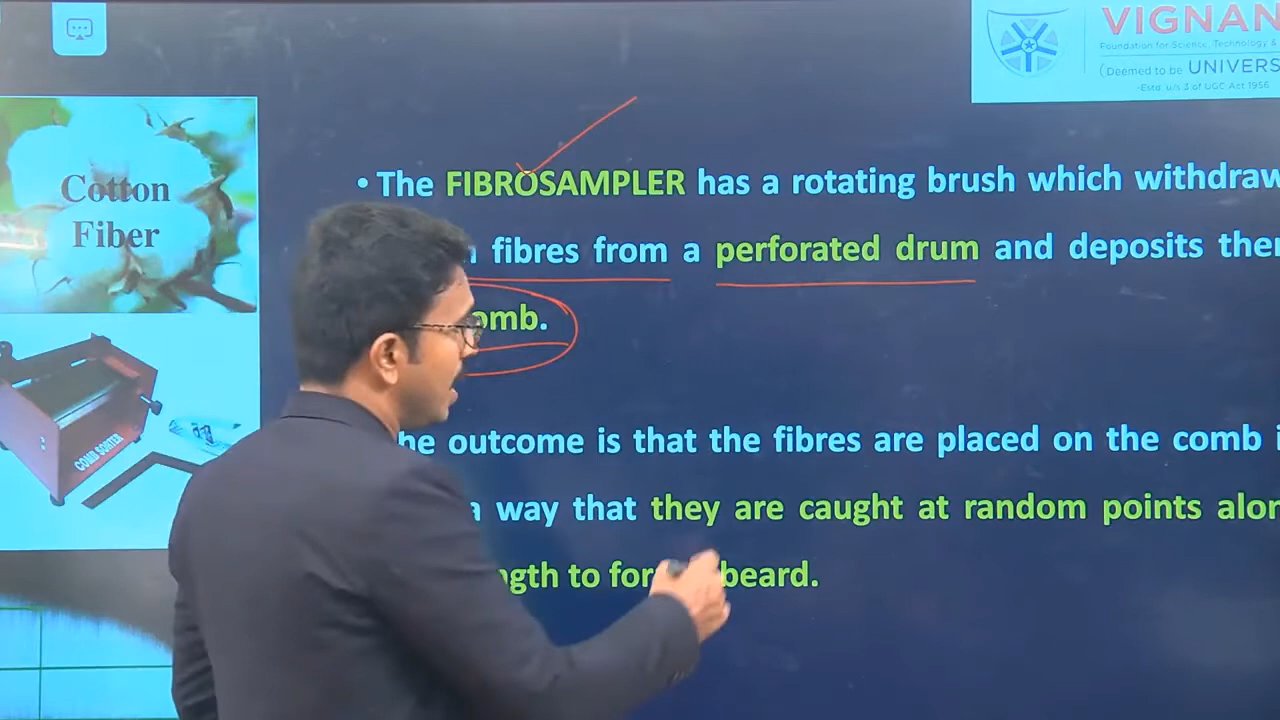 VIGNAN
Foundation for Science, Technology &
(Deemed to be UNIVERS
-Estd. u/s 3 of UGC Act 1956
Cotton
Fiber
• The FIBROSAMPLER has a rotating brush which withdraw
fibres from a perforated drum and deposits ther
omb.
COMB SORTER
he outcome is that the fibres are placed on the comb i
a way that they are caught at random points alon
ngth to for beard.